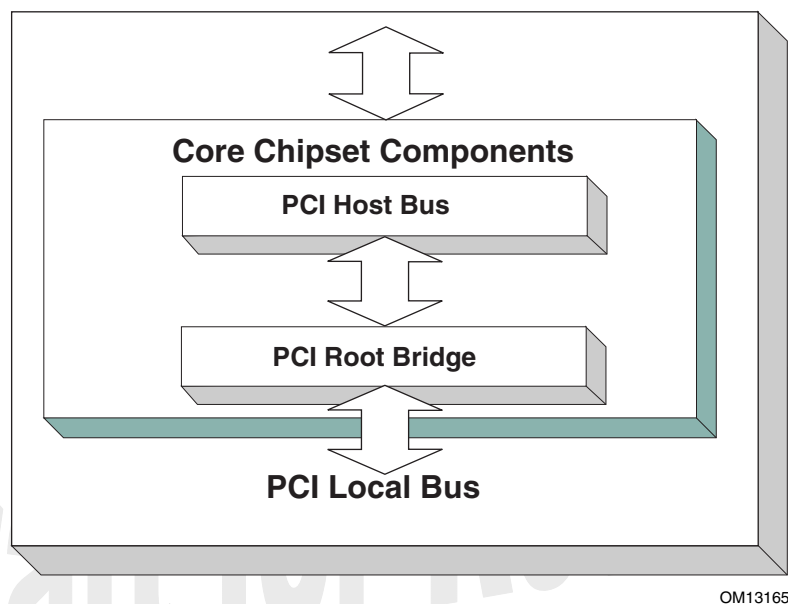 Core Chipset Components
PCI Host Bus
PCI Root Bridge
PCI Local Bus
OM13165